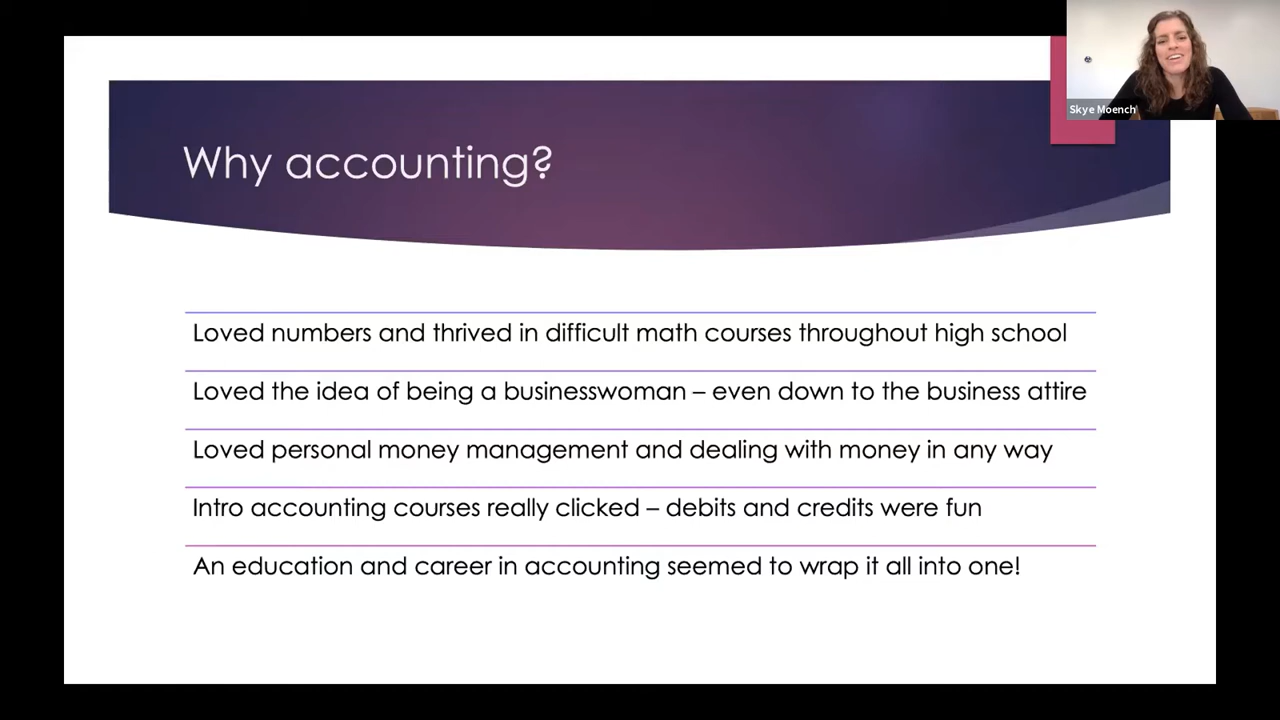 Skye Moench
Why accounting?
Loved numbers and thrived in difficult math courses throughout high school
Loved the idea of being a businesswoman – even down to the business attire
Loved personal money management and dealing with money in any way
Intro accounting courses really clicked – debits and credits were fun
An education and career in accounting seemed to wrap it all into one!